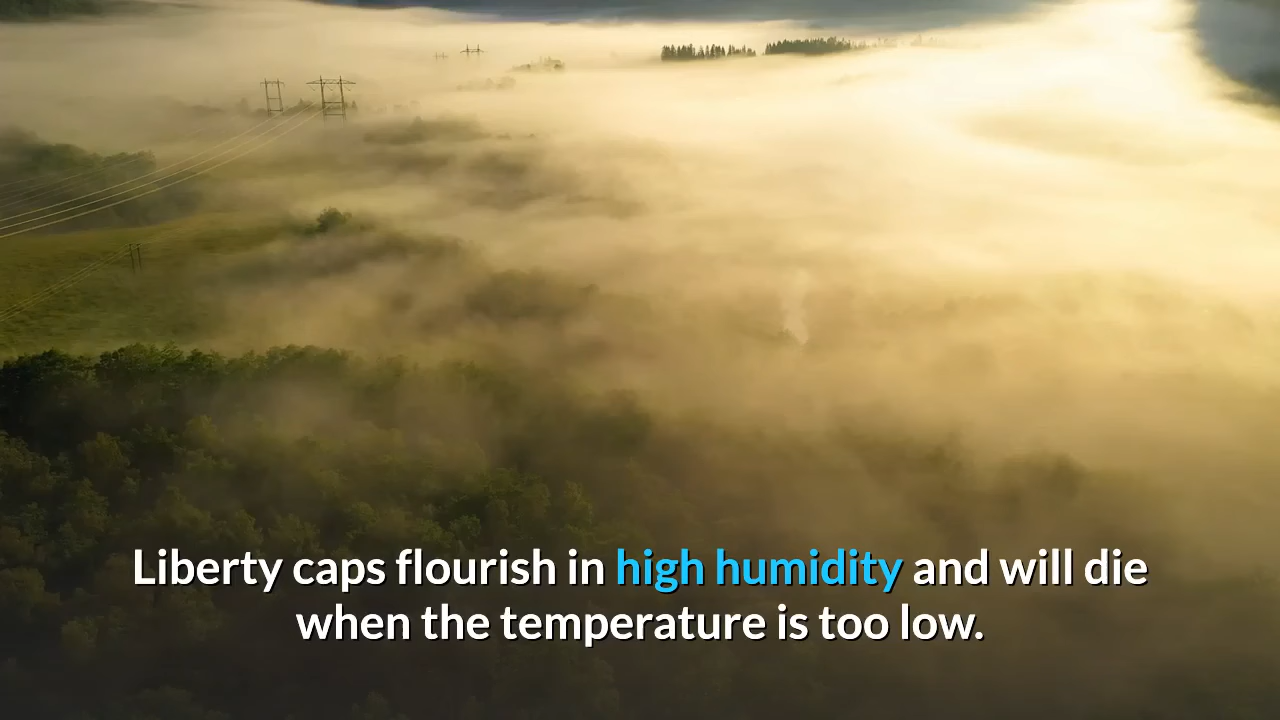 Liberty caps flourish in high humidity and will die
when the temperature is too low.